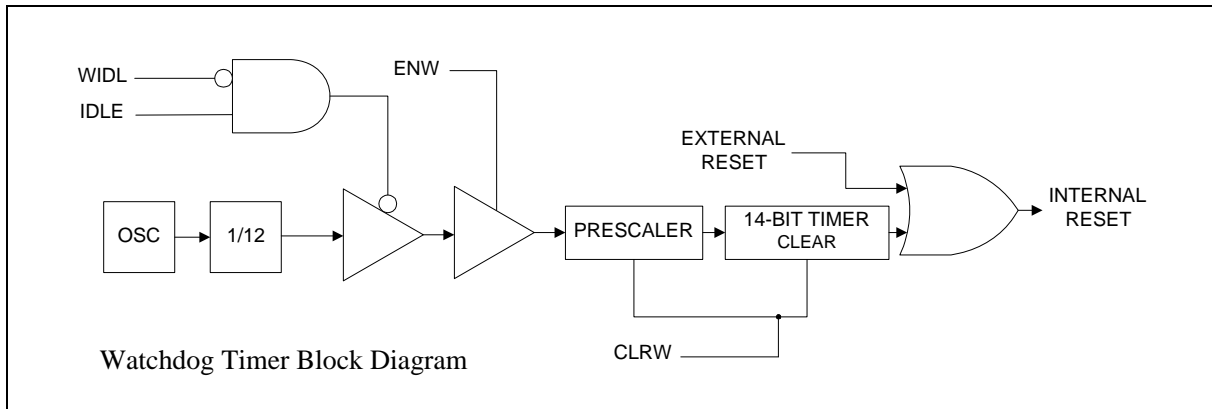 WIDL
IDLE
ENW
EXTERNAL
RESET
INTERNAL
RESET
OSC
1/12
PRESCALER
14-BIT TIMER
CLEAR
CLRW
Watchdog Timer Block Diagram